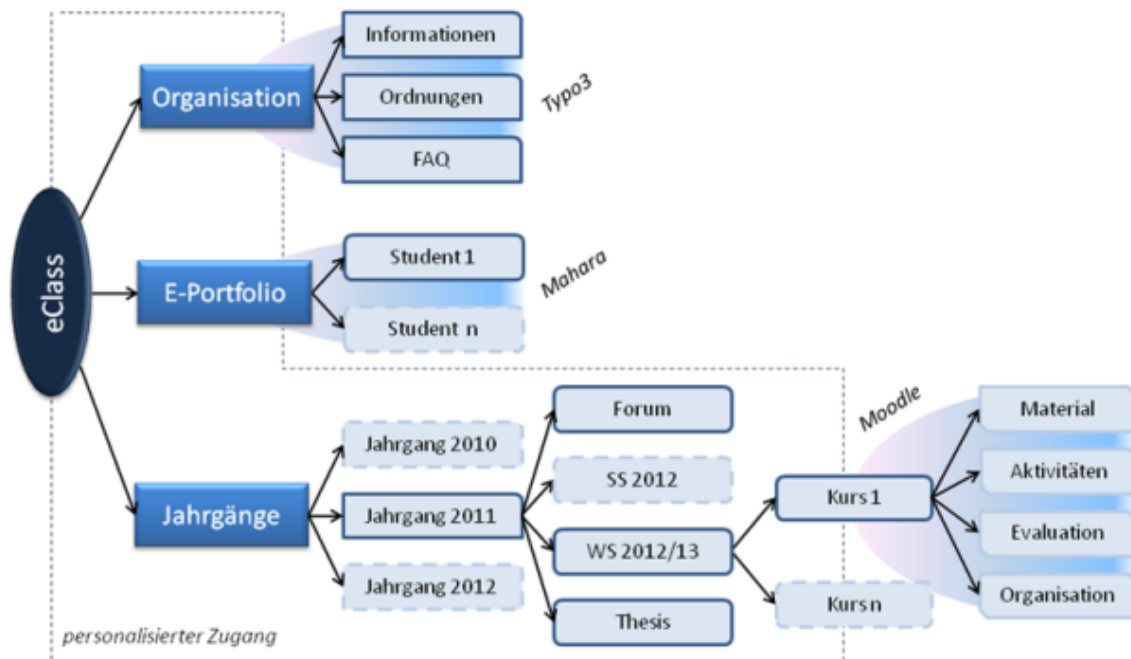 eClass
Organisation
Informationen
Ordnungen
FAQ
Typo3
E-Portfolio
Student 1
Student n
Mahara
Jahrgänge
Jahrgang 2010
Jahrgang 2011
Jahrgang 2012
Forum
SS 2012
WS 2012/13
Thesis
Kurs 1
Kurs n
Moodle
Material
Aktivitäten
Evaluation
Organisation
personalisierter Zugang